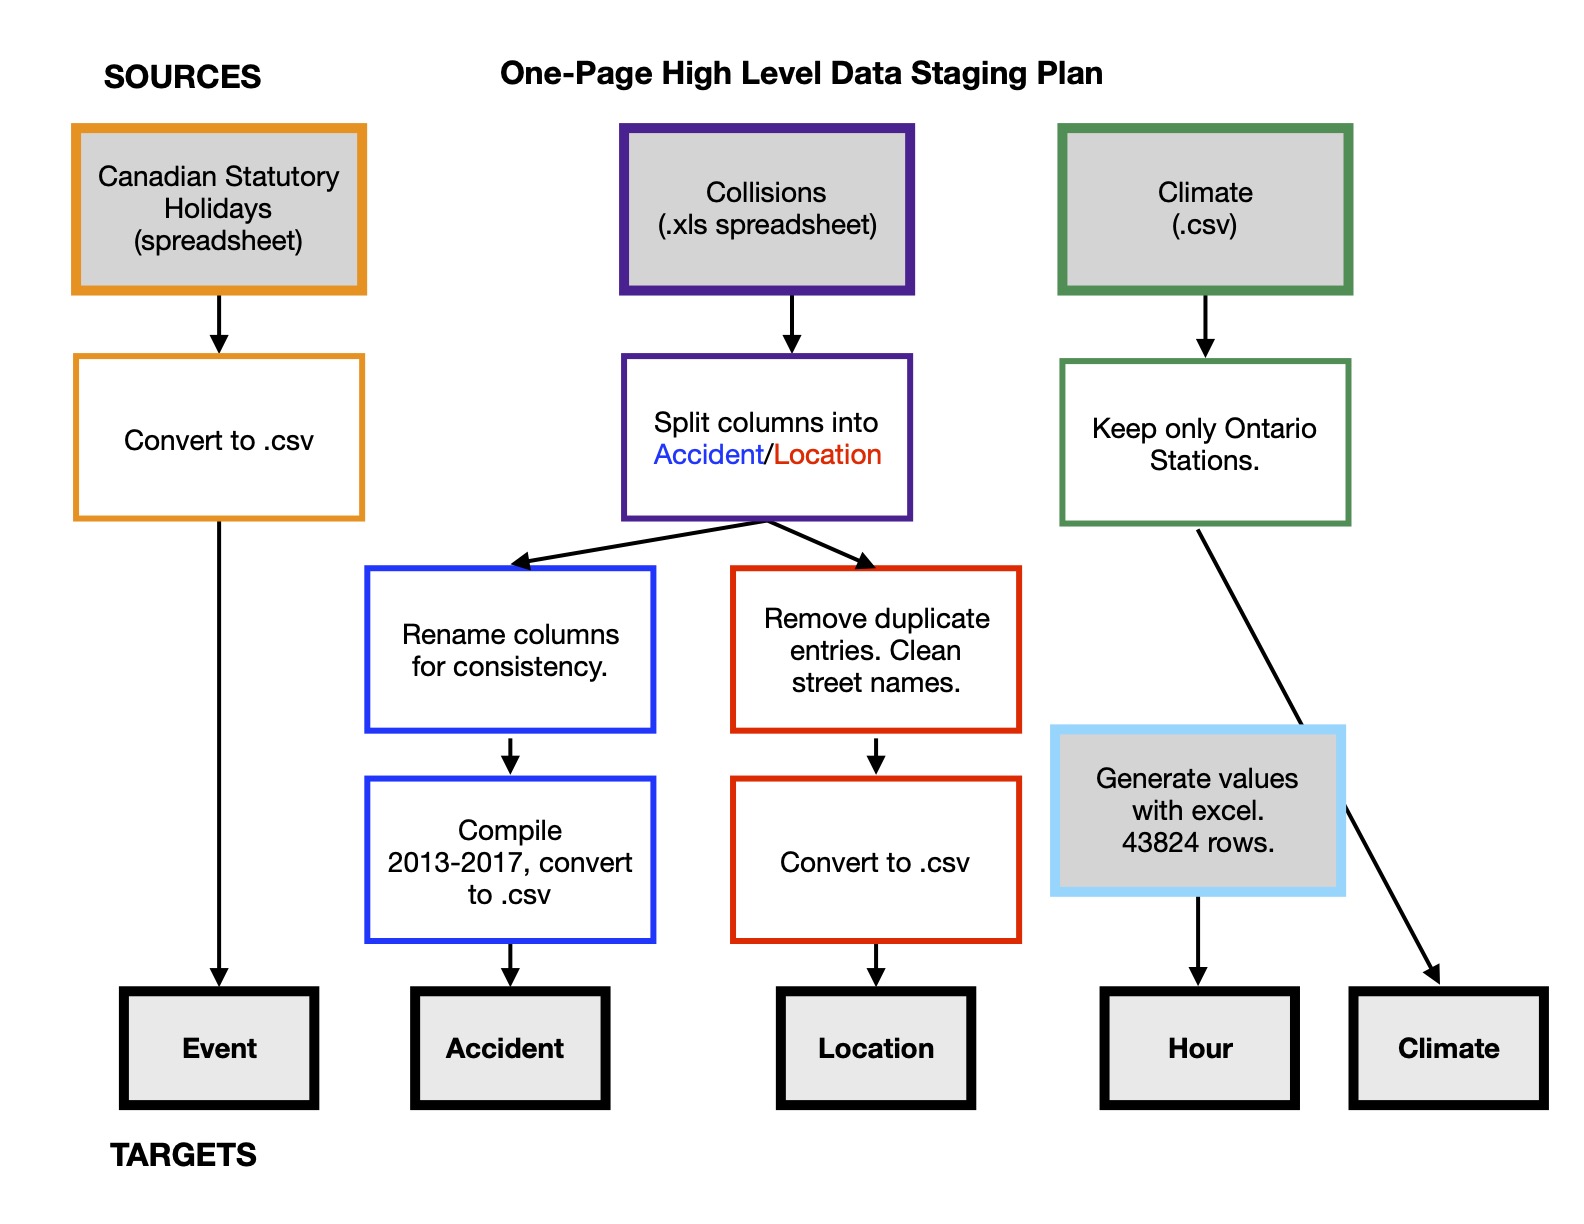 SOURCES
One-Page High Level Data Staging Plan
Canadian Statutory
Holidays
(spreadsheet)
Collisions
(.xls spreadsheet)
Climate
(.csv)
Convert to .csv
Split columns into
Accident/Location
Keep only Ontario
Stations.
Rename columns
for consistency.
Remove duplicate
entries. Clean
street names.
Compile
2013-2017, convert
to .csv
Convert to .csv
Generate values
with excel.
43824 rows.
Event
Accident
Location
Hour
Climate
TARGETS